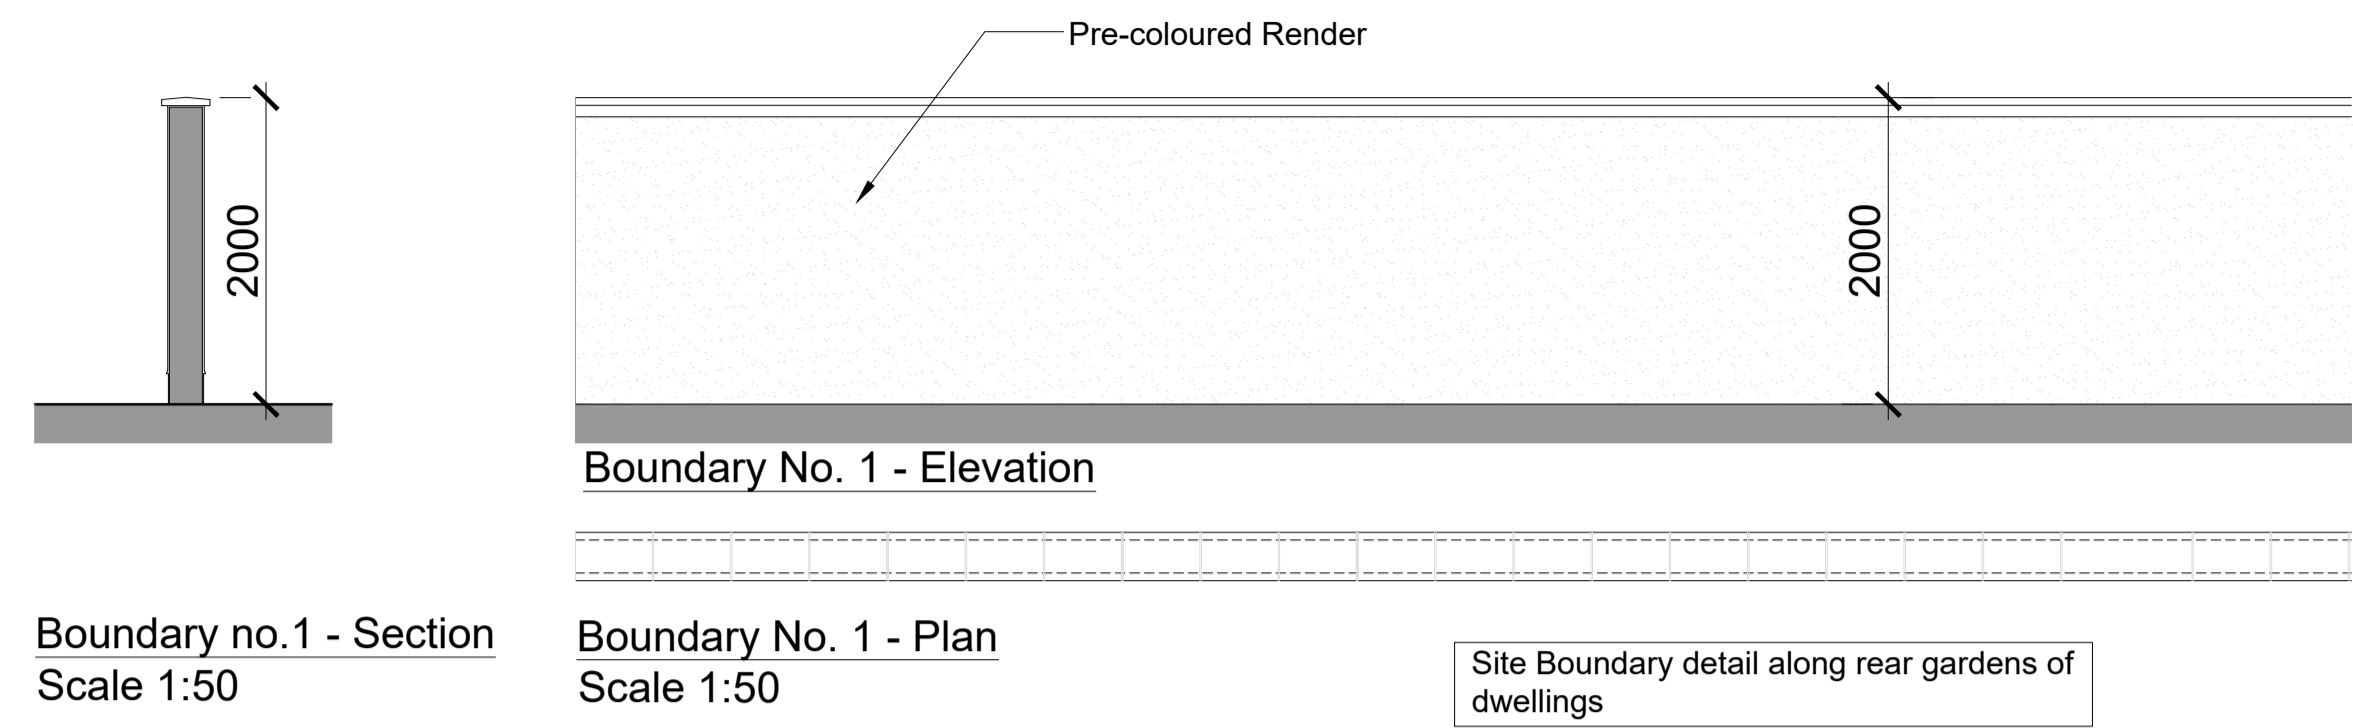 Pre-coloured Render
2000
2000
Boundary No. 1 - Elevation
Boundary no.1 - Section
Scale 1:50
Boundary No. 1 - Plan
Scale 1:50
Site Boundary detail along rear gardens of
dwellings